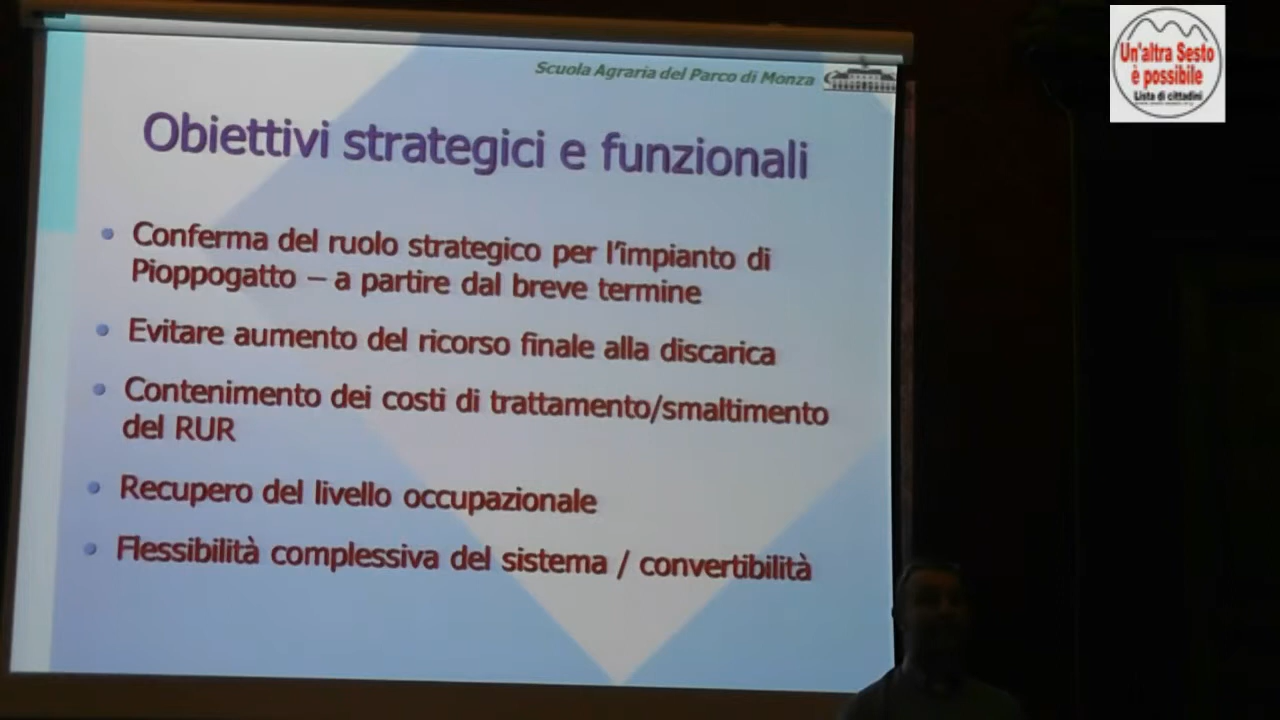 Scuola Agraria del Parco di Monza
Obiettivi strategici e funzionali
Conferma del ruolo strategico per l'impianto di
Pioppogatto – a partire dal breve termine
Evitare aumento del ricorso finale alla discarica
Contenimento dei costi di trattamento/smaltimento
del RUR
Recupero del livello occupazionale
Flessibilità complessiva del sistema / convertibilità
Un'altra Sesto
è possibile
Lista di cittadini